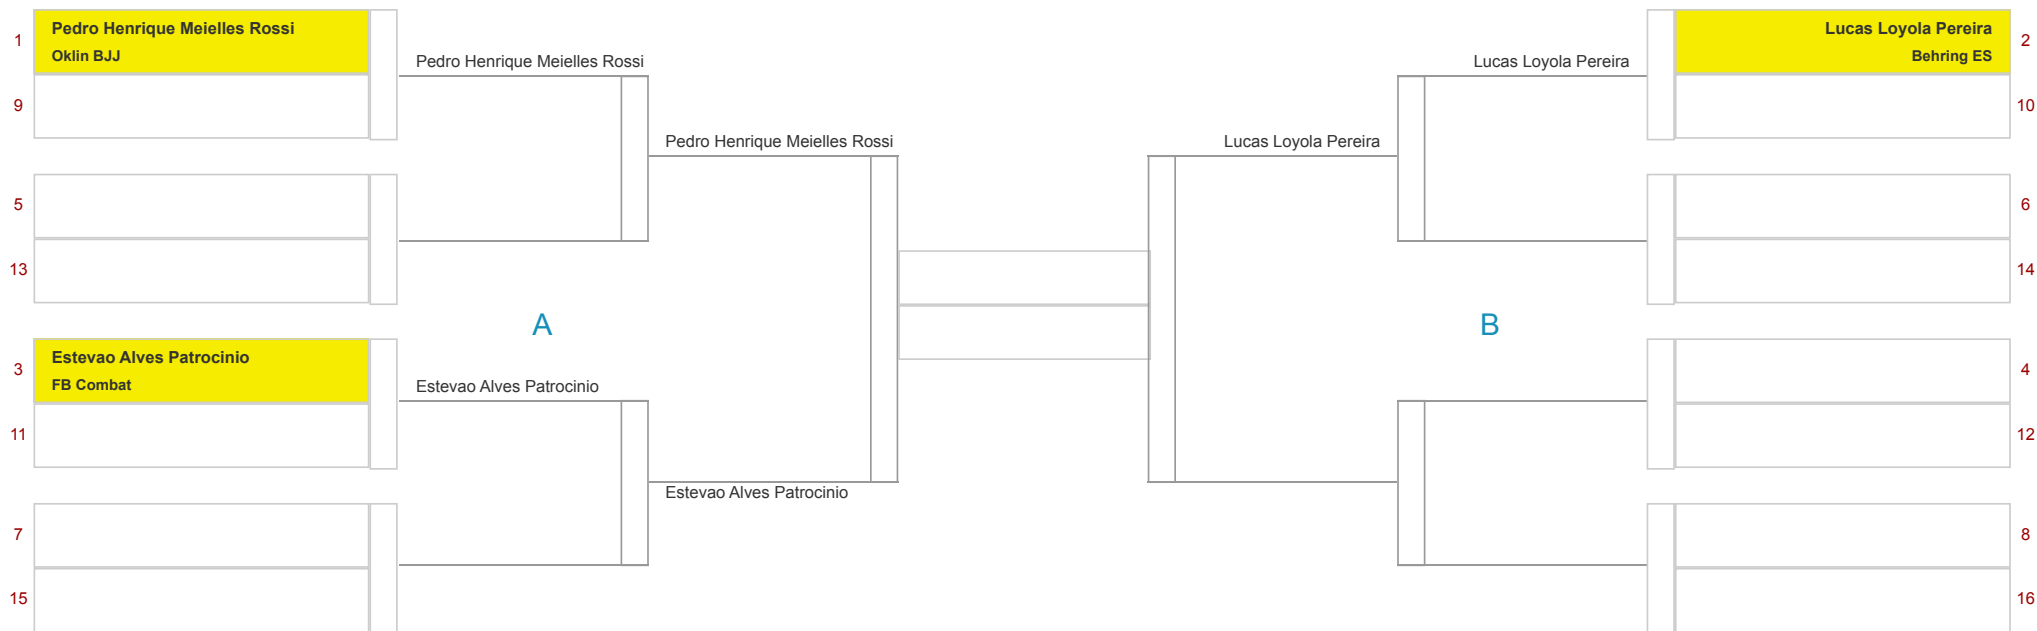 1
Pedro Henrique Meielles Rossi
Oklin BJJ
9
5
13
3
Estevao Alves Patrocinio
FB Combat
11
7
15
Pedro Henrique Meielles Rossi
Estevao Alves Patrocinio
A
Pedro Henrique Meielles Rossi
Estevao Alves Patrocinio
Lucas Loyola Pereira
B
Lucas Loyola Pereira
Lucas Loyola Pereira
Behring ES
2
10
6
14
4
12
8
16